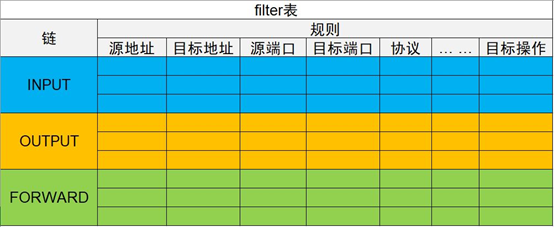 filter表
链
规则
源地址 目标地址 源端口 目标端口 协议 … … 目标操作
INPUT
OUTPUT
FORWARD